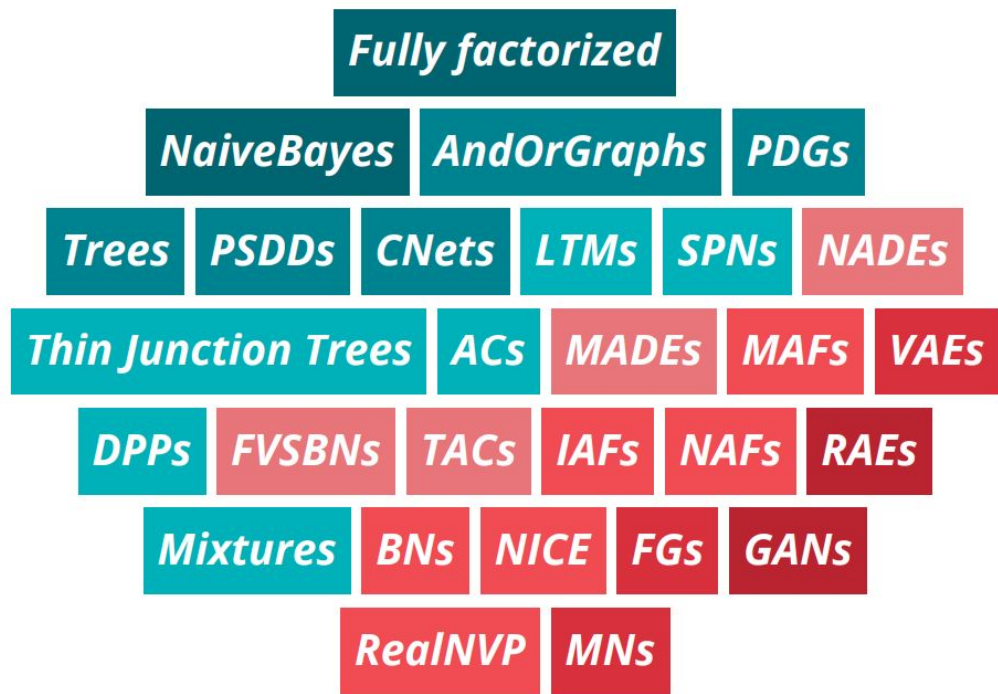 Fully factorized
NaiveBayes AndOrGraphs PDGs
Trees PSDDs CNets LTMs SPNs NADEs
Thin Junction Trees ACs MADEs MAFs VAEs
DPPs FVSBNs TACs IAFs NAFs RAEs
Mixtures BNs NICE FGs GANs
RealNVP MNs